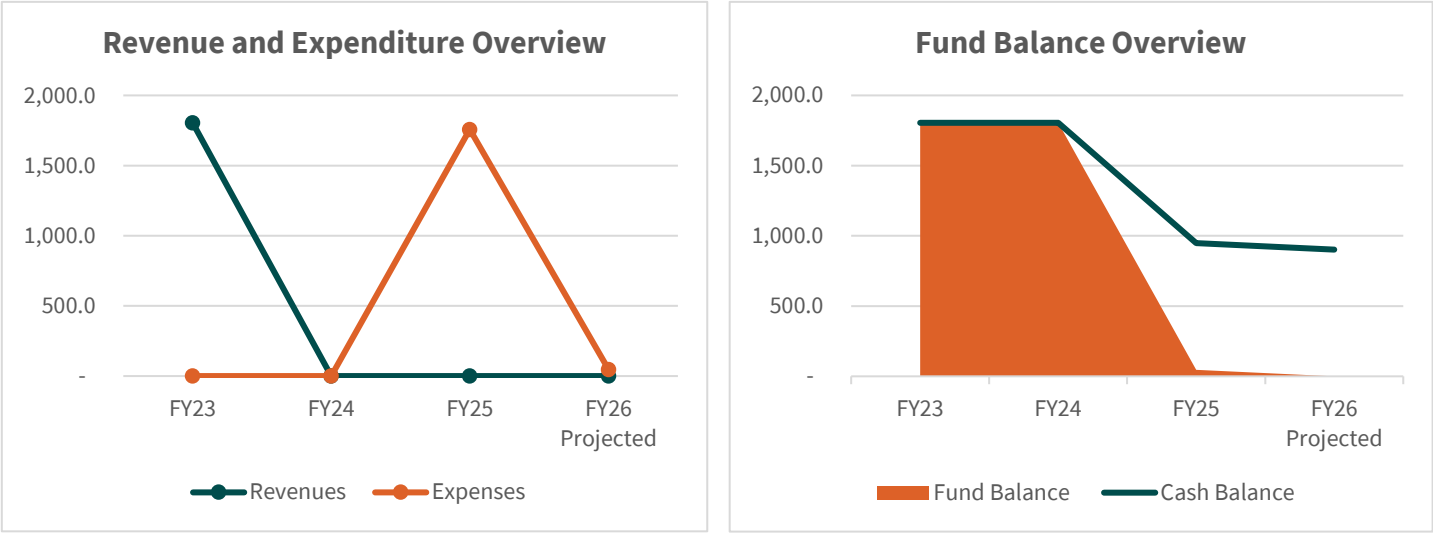 Revenue and Expenditure Overview
2,000.0
1,500.0
1,000.0
500.0
-
FY23 FY24 FY25 FY26
Projected
Revenues Expenses
Fund Balance Overview
2,000.0
1,500.0
1,000.0
500.0
-
FY23 FY24 FY25 FY26
Projected
Fund Balance Cash Balance